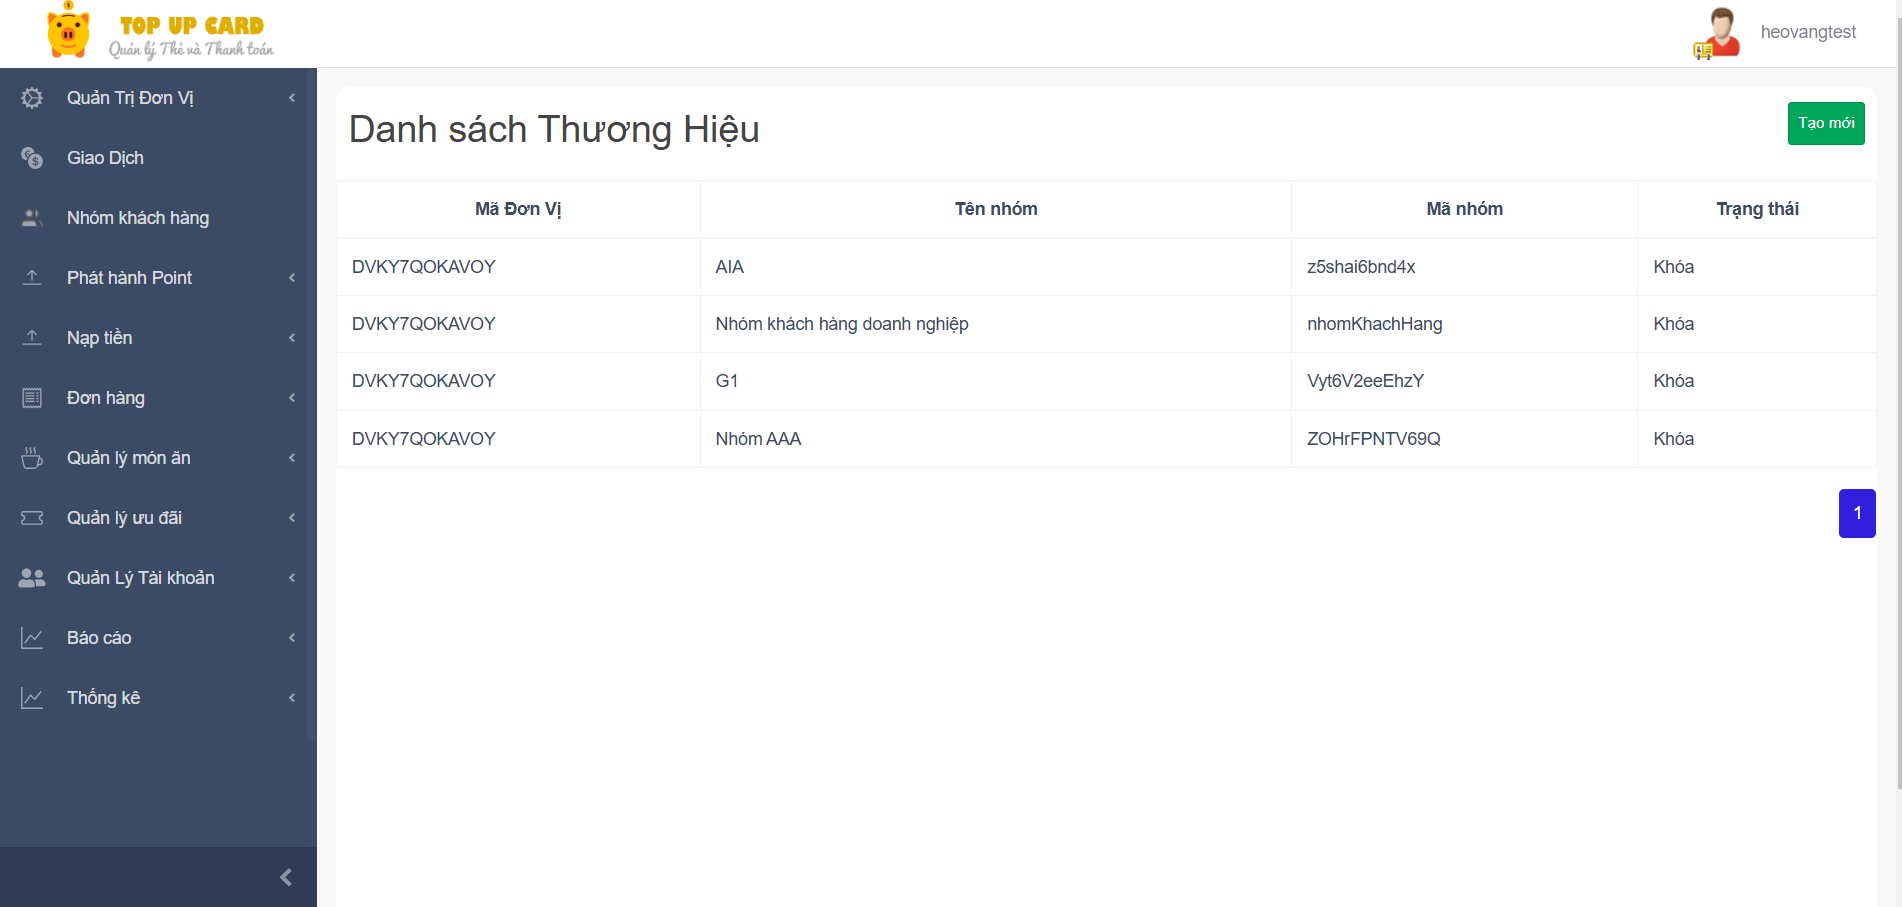 TOP UP CARD
Quản lý Thẻ và Thanh toán
heovangtest
Quản Trị Đơn Vị
Giao Dịch
Nhóm khách hàng
Phát hành Point
Nạp tiền
Đơn hàng
Quản lý món ăn
Quản lý ưu đãi
Quản Lý Tài khoản
Báo cáo
Thống kê
Danh sách Thương Hiệu
Tạo mới
Mã Đơn Vị Tên nhóm Mã nhóm Trạng thái
DVKY7QOKAVOY AIA z5shai6bnd4x Khóa
DVKY7QOKAVOY Nhóm khách hàng doanh nghiệp nhomKhachHang Khóa
DVKY7QOKAVOY G1 Vyt6V2eeEhzY Khóa
DVKY7QOKAVOY Nhóm AAA ZOHrFPNTV69Q Khóa
1